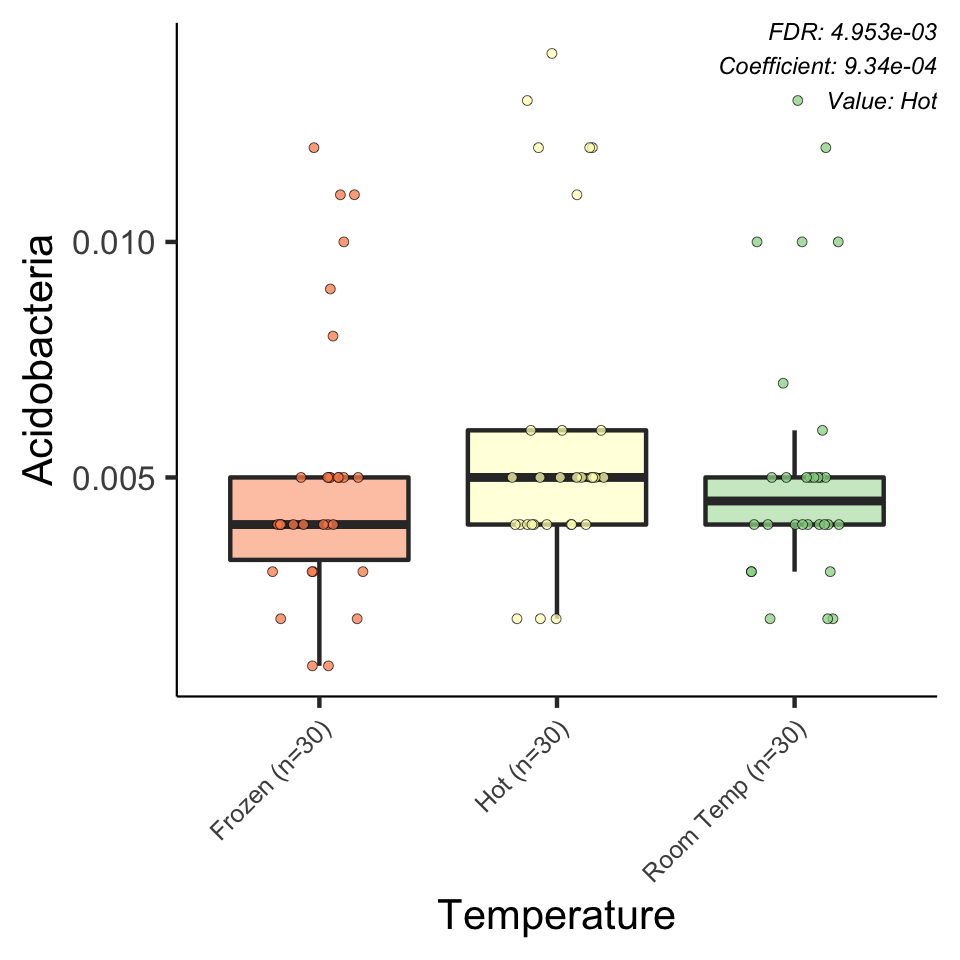 FDR: 4.953e-03
Coefficient: 9.34e-04
Value: Hot
Acidobacteria
0.010
0.005
Frozen (n=30)
Hot (n=30)
Room Temp (n=30)
Temperature